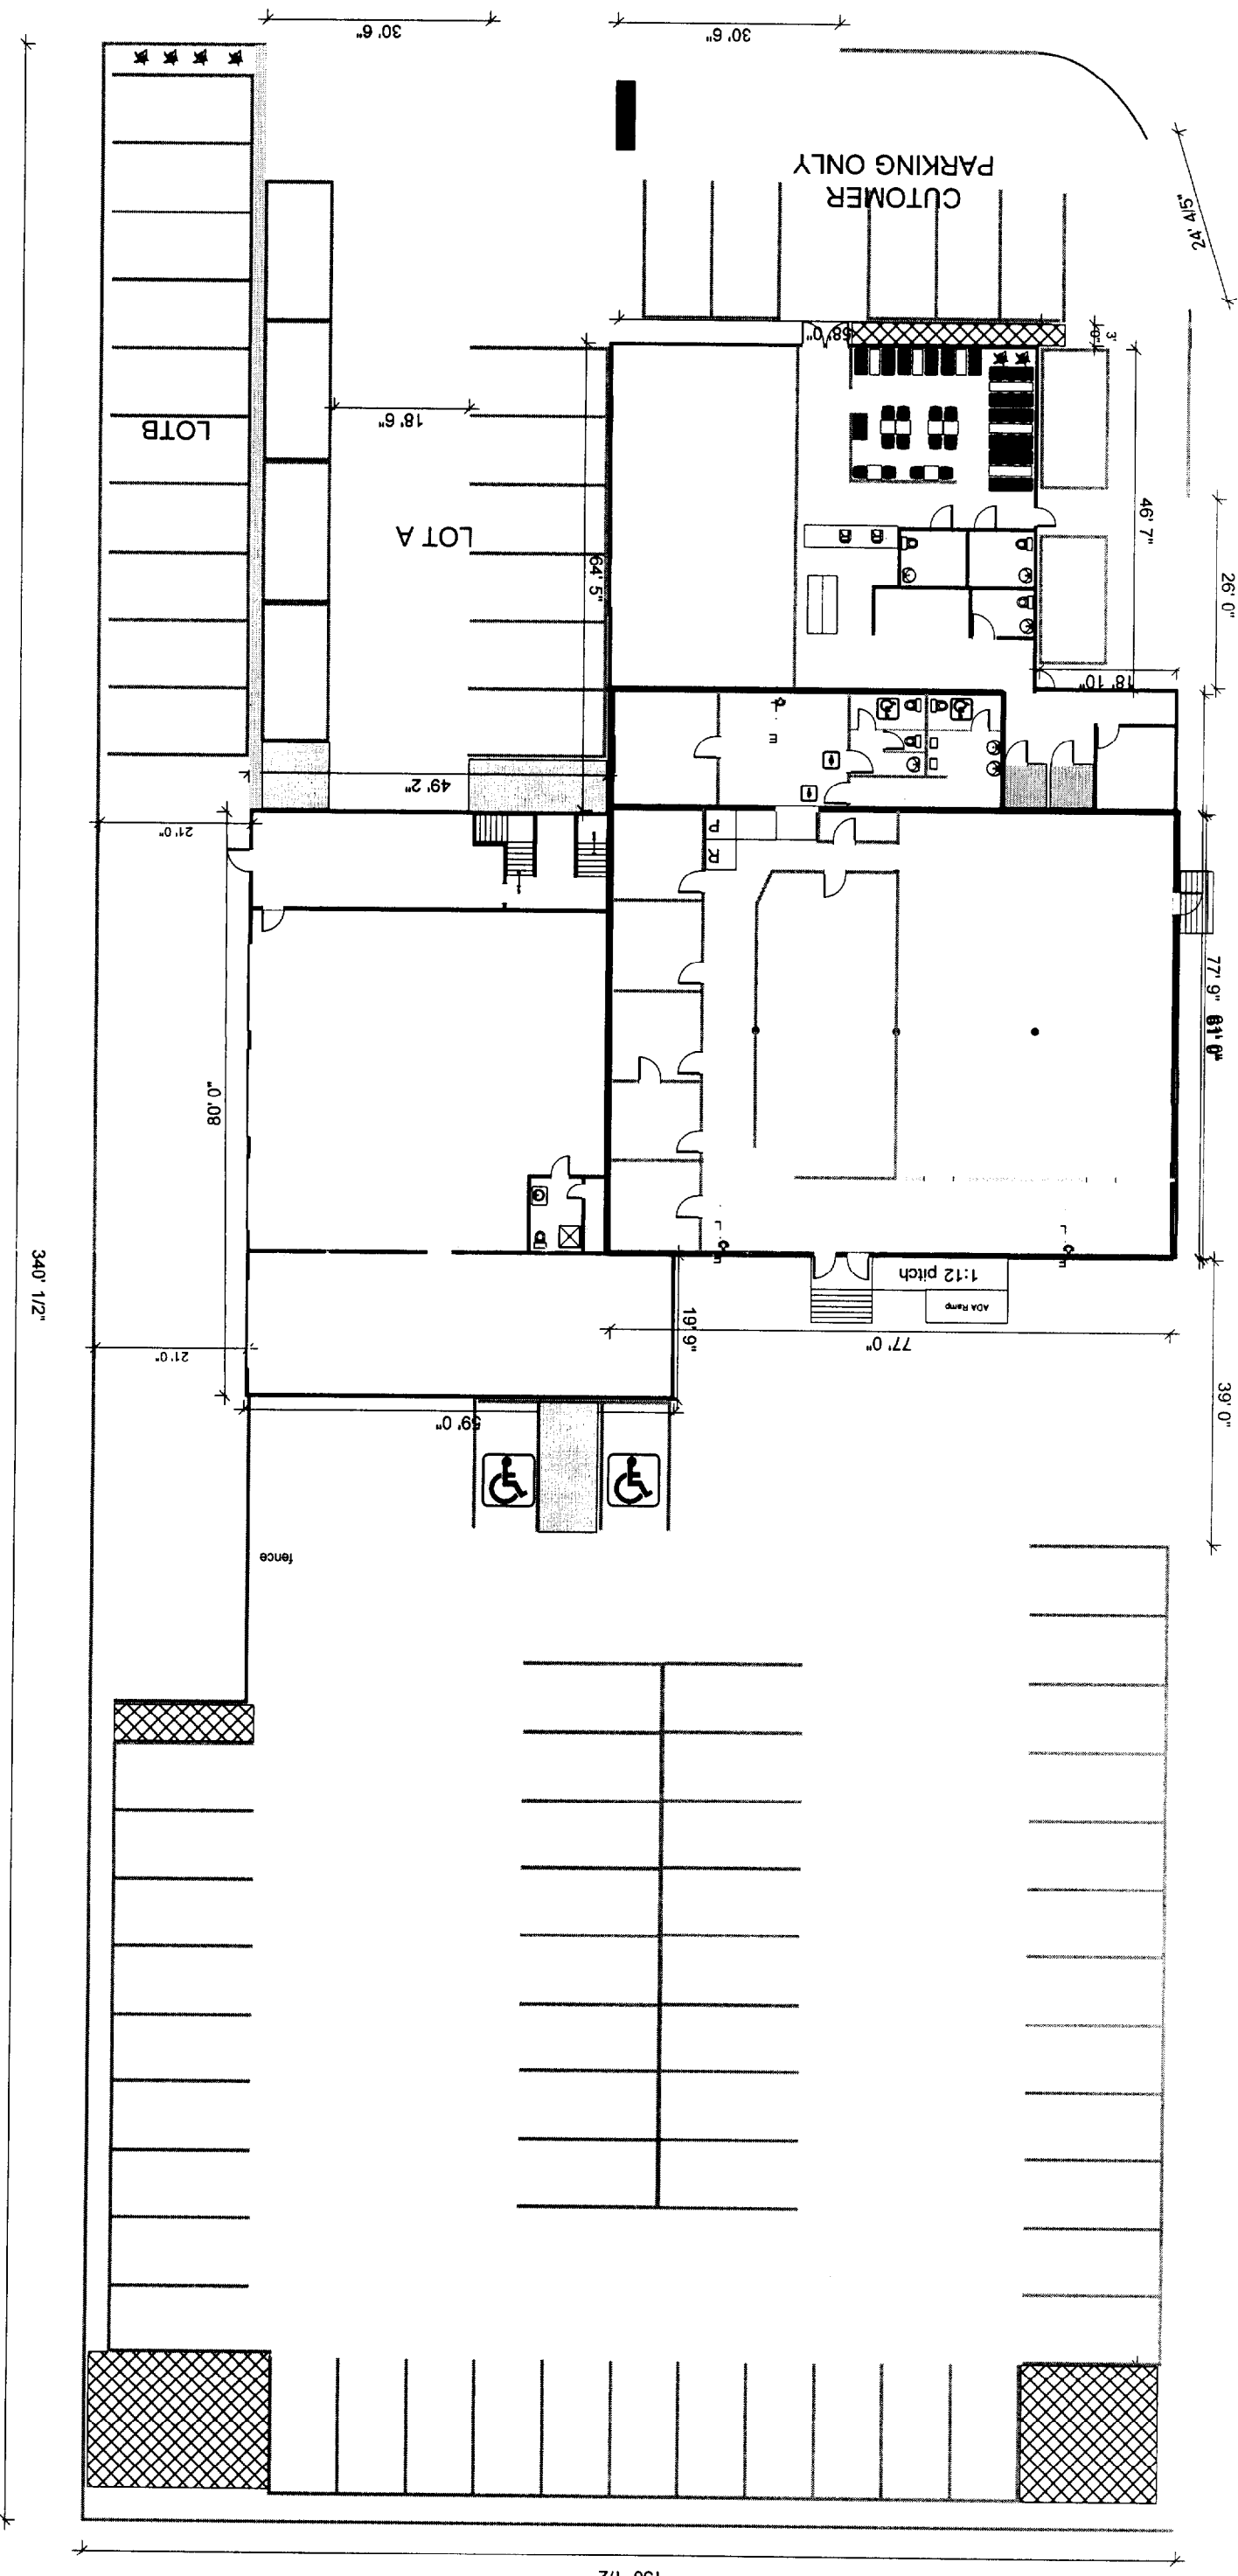 30' 6"
30' 6"
CUTOMER
PARKING ONLY
24' 4/5"
58' 0"
3' 0"
LOTB
18' 6"
LOT A
64' 5"
46' 7"
26' 0"
18' 10"
49' 2"
21' 0"
P
R
77' 9"
80' 0"
340' 1/2"
1:12 pitch
ADA Ramp
19' 9"
77' 0"
21' 0"
59' 0"
39' 0"
fence